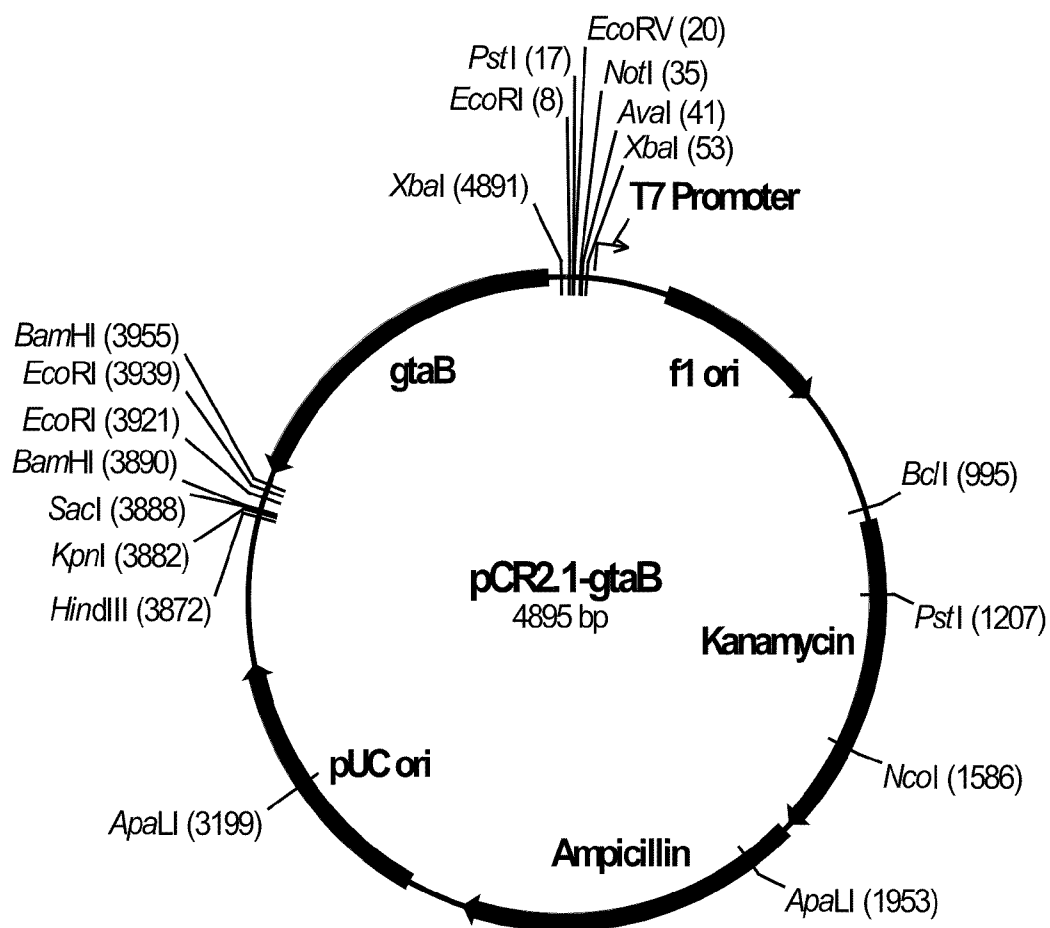 EcoRV (20)
PstI (17)
NotI (35)
EcoRI (8)
AvaI (41)
XbaI (53)
XbaI (4891)
T7 Promoter
BamHI (3955)
gtaB
f1 ori
EcoRI (3939)
EcoRI (3921)
BamHI (3890)
BclI (995)
SacI (3888)
KpnI (3882)
pCR2.1-gtaB
HindIII (3872)
4895 bp
PstI (1207)
Kanamycin
pUC ori
NcoI (1586)
ApaLI (3199)
Ampicillin
ApaLI (1953)